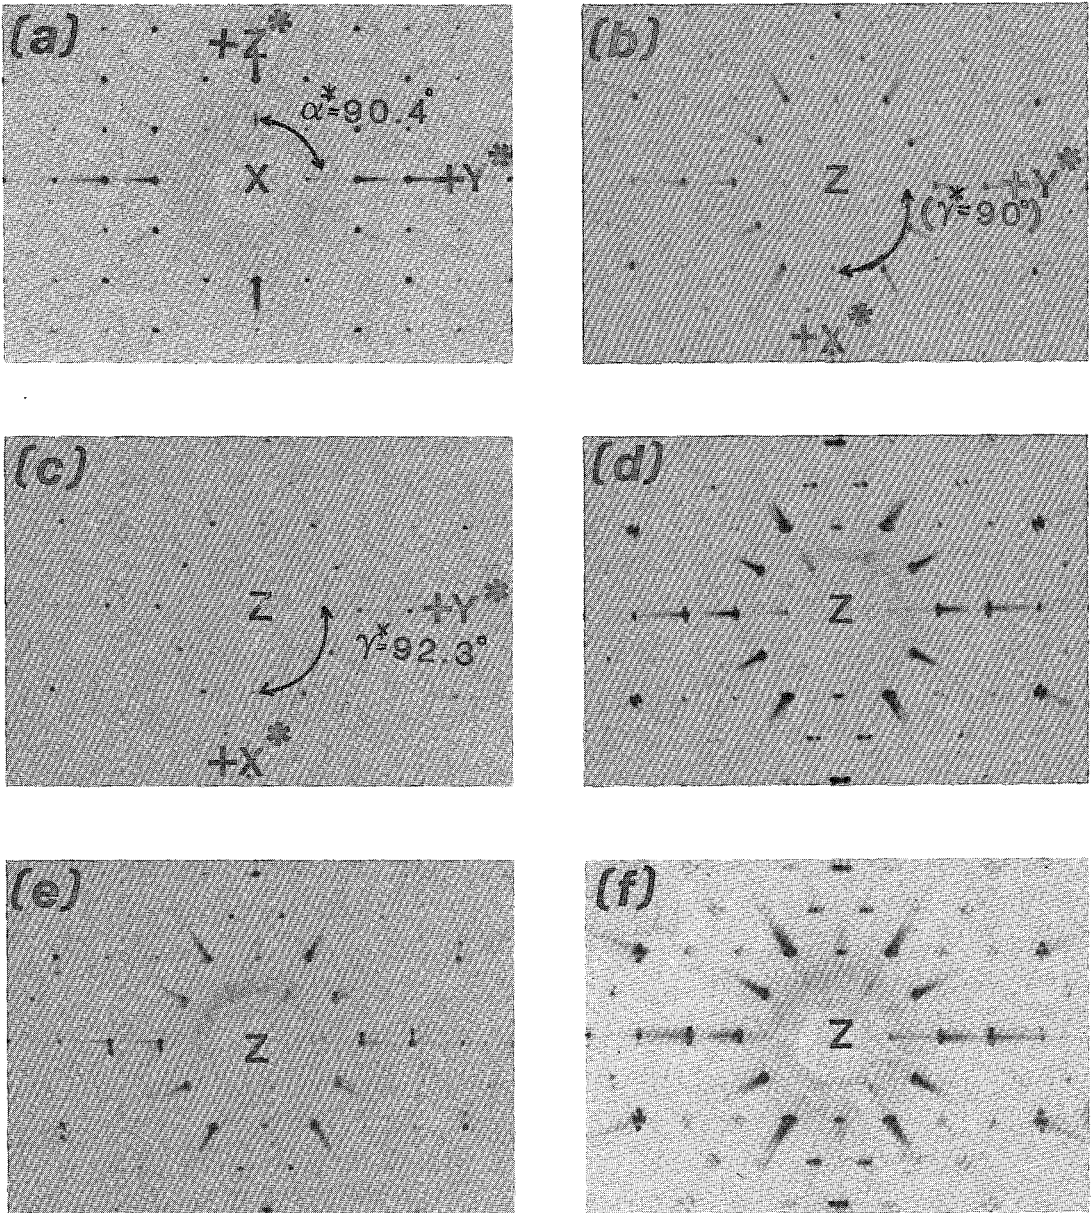 (a)
+Z*
α*=90.4°
X
+Y*
(b)
Z
+Y*
(γ*=90°)
+X*
(c)
Z
+Y*
γ*=92.3°
+X*
(d)
Z
(e)
Z
(f)
Z